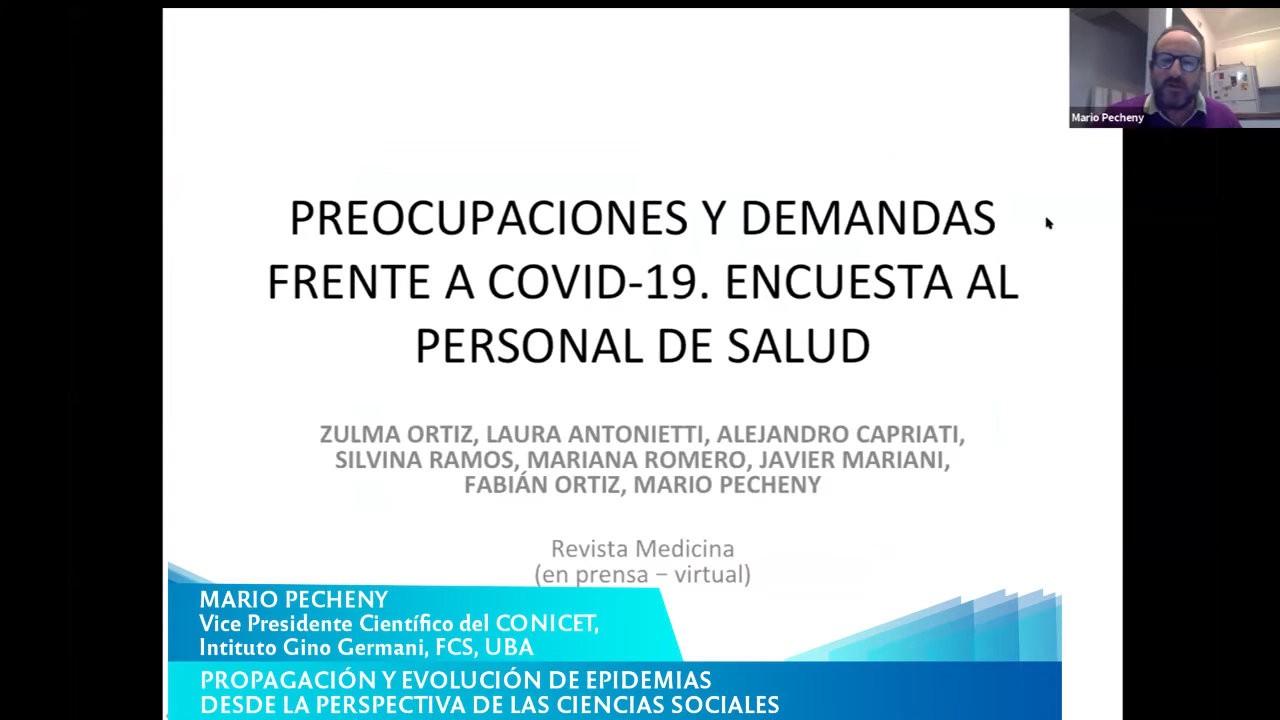 Mario Pecheny
PREOCUPACIONES Y DEMANDAS
FRENTE A COVID-19. ENCUESTA AL
PERSONAL DE SALUD
ZULMA ORTIZ, LAURA ANTONIETTI, ALEJANDRO CAPRIATI,
SILVINA RAMOS, MARIANA ROMERO, JAVIER MARIANI,
FABIÁN ORTIZ, MARIO PECHENY
Revista Medicina
(en prensa – virtual)
MARIO PECHENY
Vice Presidente Científico del CONICET,
Intituto Gino Germani, FCS, UBA
PROPAGACIÓN Y EVOLUCIÓN DE EPIDEMIAS
DESDE LA PERSPECTIVA DE LAS CIENCIAS SOCIALES